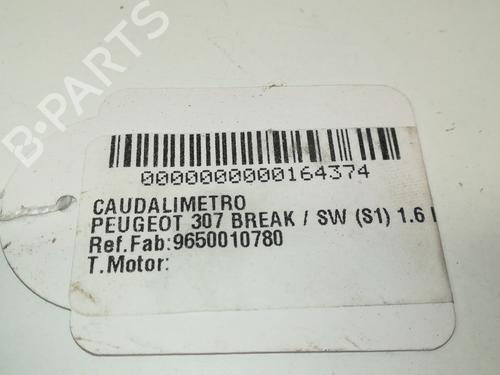 B-PARTS
0000000000164374
CAUDALIMETRO
PEUGEOT 307 BREAK / SW (S1) 1.6
Ref.Fab:9650010780
T.Motor: